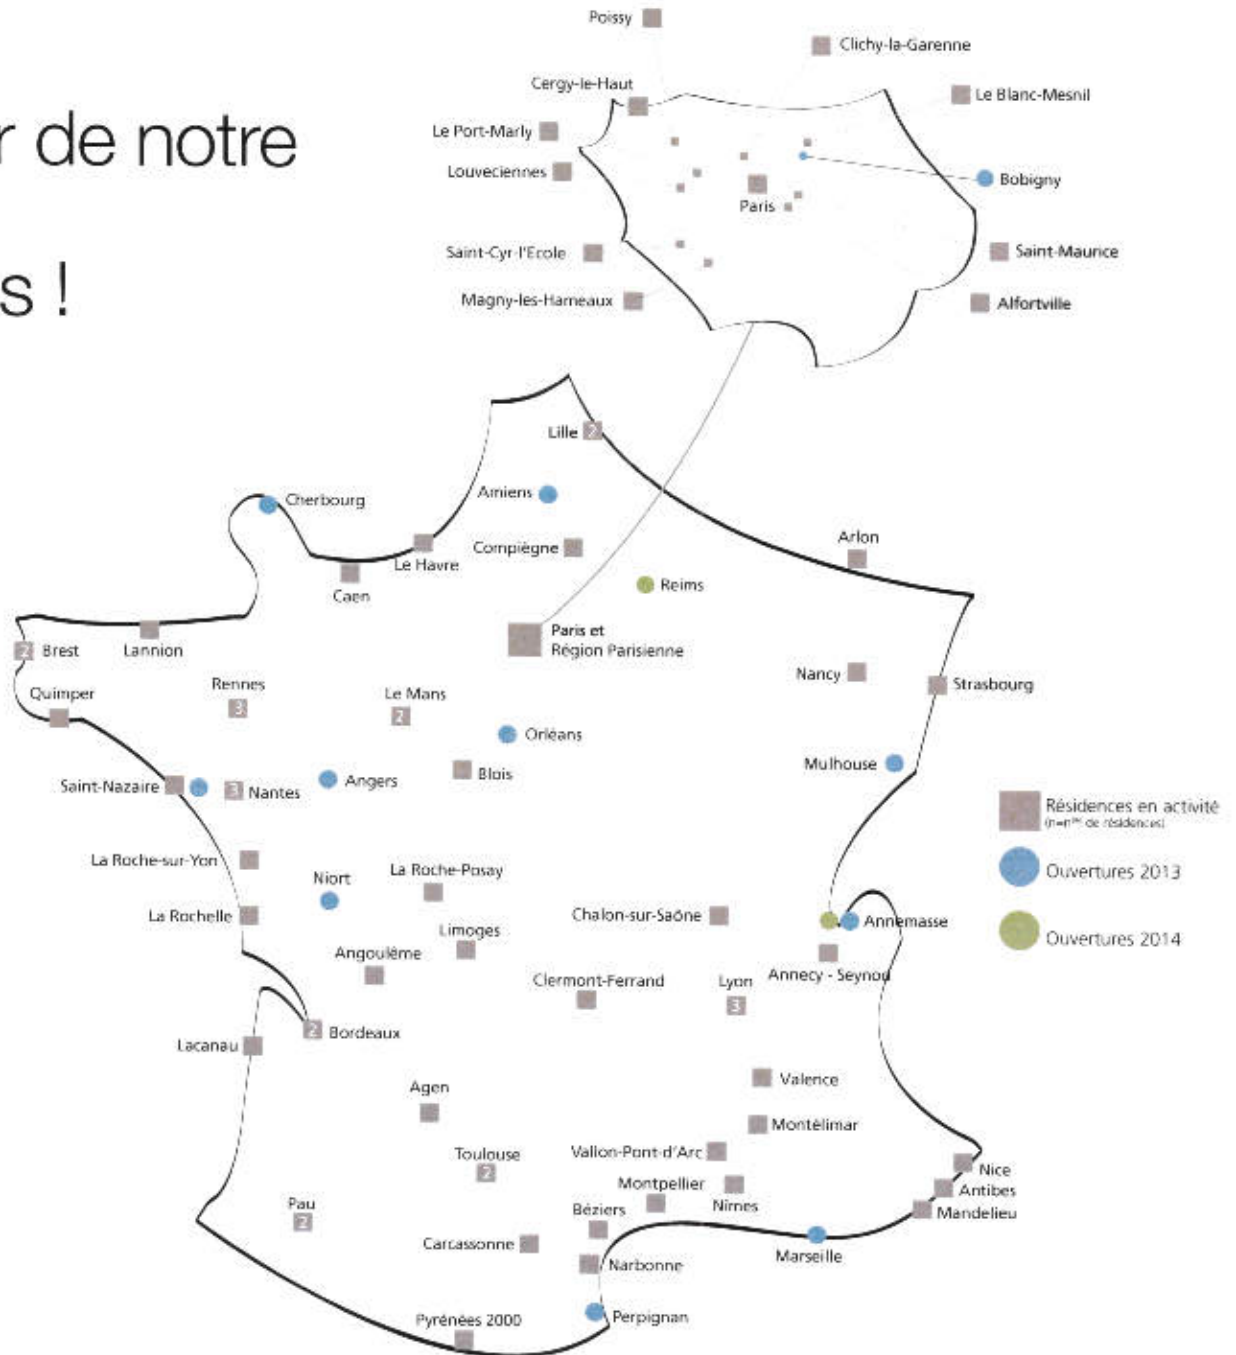 Poissy
Clichy-la-Garenne
Cergy-le-Haut
Le Blanc-Mesnil
r de notre
Le Port-Marly
Louveciennes
Bobigny
Paris
Saint-Cyr-l'Ecole
Saint-Maurice
s !
Magny-les-Hameaux
Alfortville
Lille 2
Amiens
Cherbourg
Arlon
Compiègne
Le Havre
Reims
Caen
Paris et
Région Parisienne
2 Brest
Lannion
Nancy
Strasbourg
Quimper
Rennes
3
Le Mans
2
Orléans
Mulhouse
Saint-Nazaire
3 Nantes
Angers
Blois
Résidences en activité
(n=nbre de résidences)
La Roche-sur-Yon
Niort
La Roche-Posay
Ouvertures 2013
La Rochelle
Chalon-sur-Saône
Annemasse
Limoges
Ouvertures 2014
Angoulême
Annecy - Seynod
Clermont-Ferrand
Lyon
3
2 Bordeaux
Lacanau
Valence
Agen
Montélimar
Toulouse
2
Vallon-Pont-d'Arc
Nice
Montpellier
Antibes
Nîmes
Pau
2
Béziers
Mandelieu
Carcassonne
Marseille
Narbonne
Pyrénées 2000
Perpignan